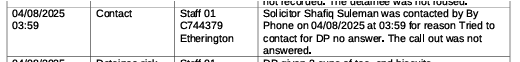 not recorded. The detainee was not roused.
04/08/2025 Contact Staff 01 Solicitor Shafiq Suleman was contacted by By
03:59 C744379 Phone on 04/08/2025 at 03:59 for reason Tried to
Etherington contact for DP no answer. The call out was not
answered.
04/08/2025 Detainee risk Staff 01 DP given 2 cups of tea and biscuits